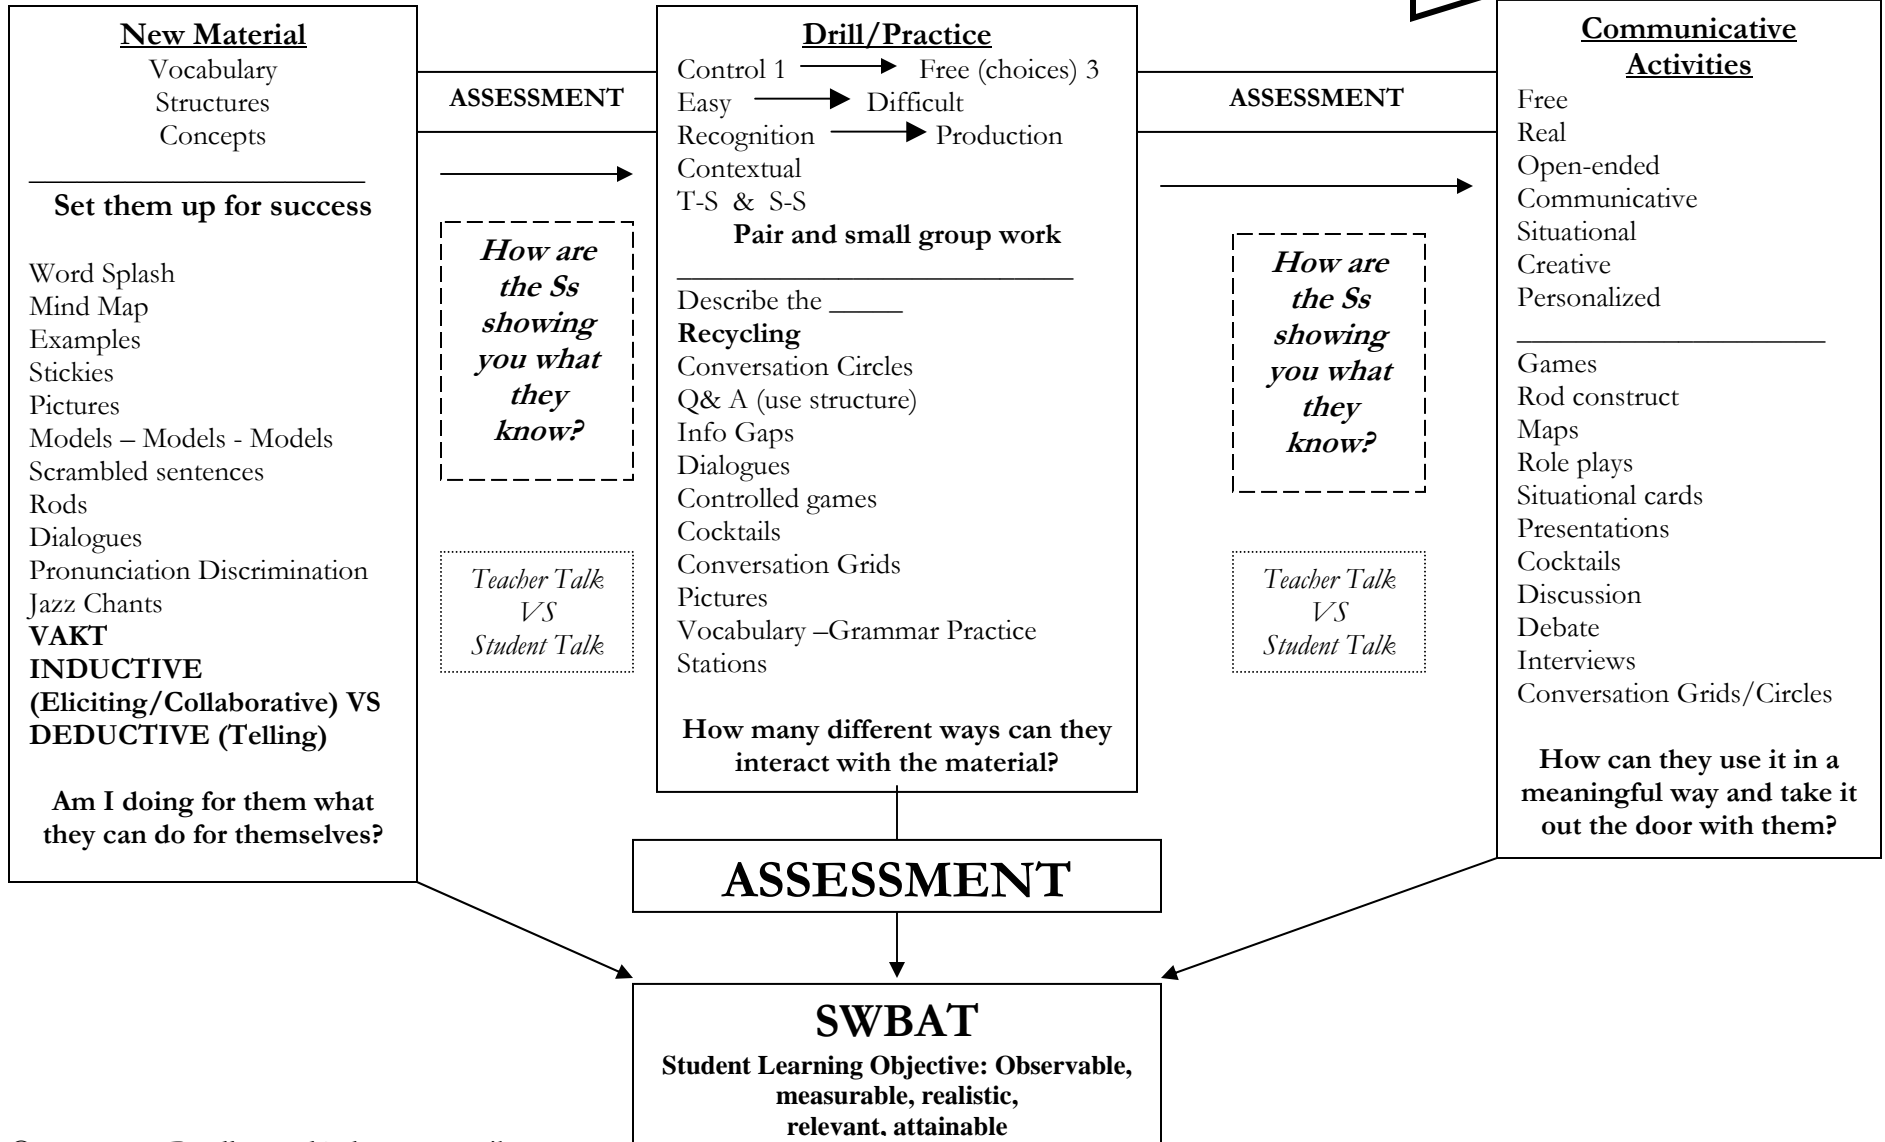 New Material
Vocabulary
Structures
Concepts
Set them up for success
Word Splash
Mind Map
Examples
Stickies
Pictures
Models – Models - Models
Scrambled sentences
Rods
Dialogues
Pronunciation Discrimination
Jazz Chants
VAKT
INDUCTIVE
(Eliciting/Collaborative) VS
DEDUCTIVE (Telling)
Am I doing for them what
they can do for themselves?
ASSESSMENT
How are
the Ss
showing
you what
they
know?
Teacher Talk
VS
Student Talk
Drill/Practice
Control 1 Free (choices) 3
Easy Difficult
Recognition Production
Contextual
T-S & S-S
Pair and small group work
Describe the _____
Recycling
Conversation Circles
Q& A (use structure)
Info Gaps
Dialogues
Controlled games
Cocktails
Conversation Grids
Pictures
Vocabulary –Grammar Practice
Stations
How many different ways can they
interact with the material?
ASSESSMENT
How are
the Ss
showing
you what
they
know?
Teacher Talk
VS
Student Talk
Communicative
Activities
Free
Real
Open-ended
Communicative
Situational
Creative
Personalized
Games
Rod construct
Maps
Role plays
Situational cards
Presentations
Cocktails
Discussion
Debate
Interviews
Conversation Grids/Circles
How can they use it in a
meaningful way and take it
out the door with them?
ASSESSMENT
SWBAT
Student Learning Objective: Observable,
measurable, realistic,
relevant, attainable